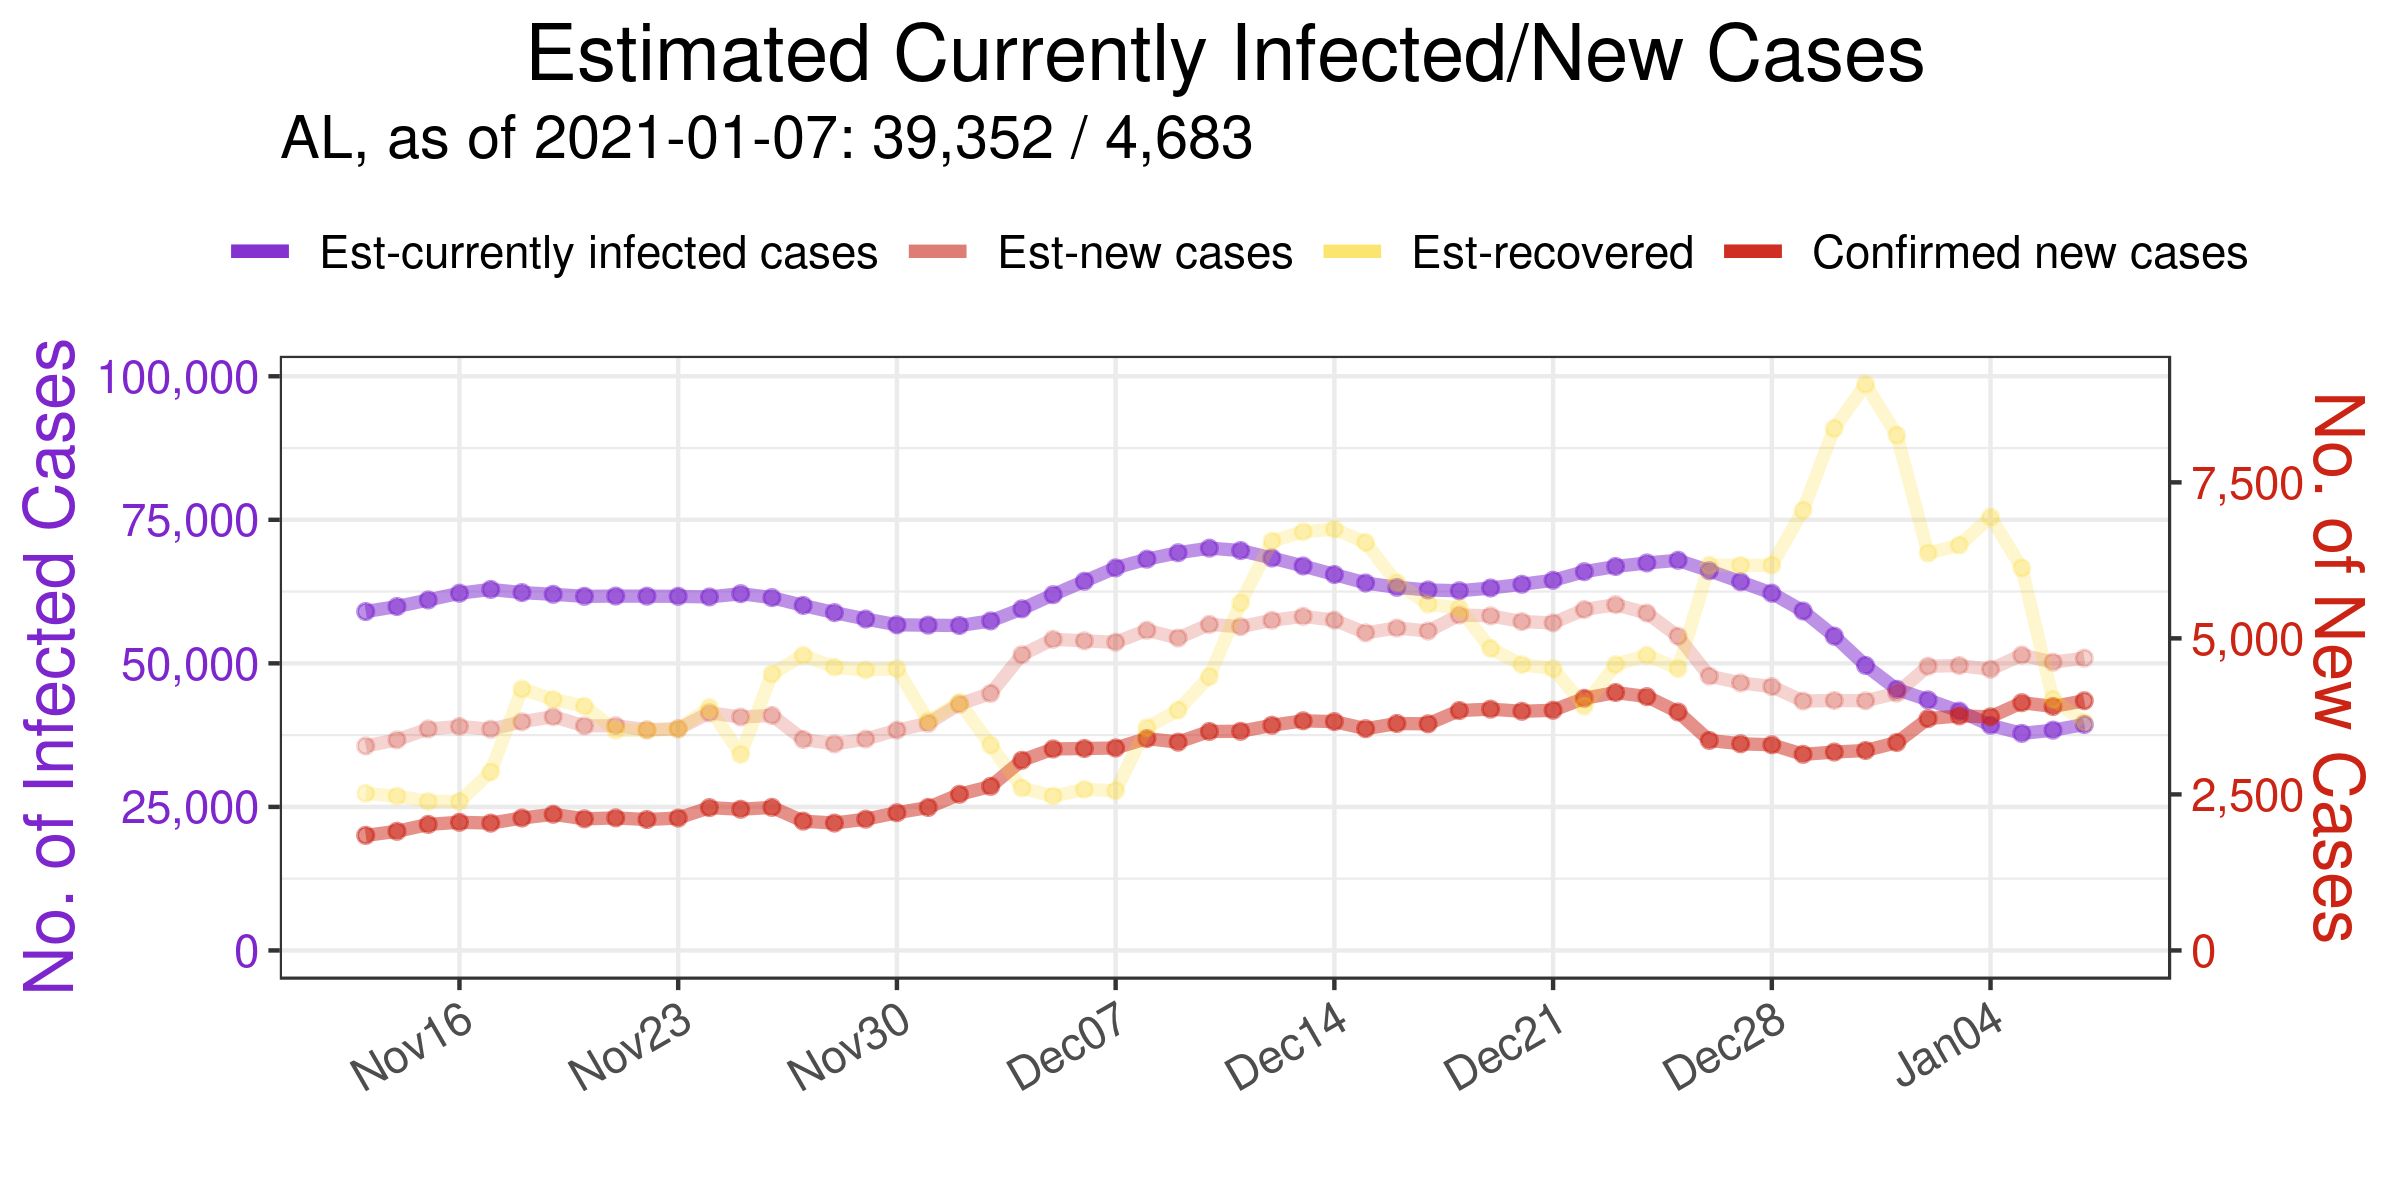 Estimated Currently Infected/New Cases
AL, as of 2021-01-07: 39,352 / 4,683
Est-currently infected cases Est-new cases Est-recovered Confirmed new cases
No. of Infected Cases
100,000
75,000
50,000
25,000
0
7,500
5,000
2,500
0
No. of New Cases
Nov16 Nov23 Nov30 Dec07 Dec14 Dec21 Dec28 Jan04